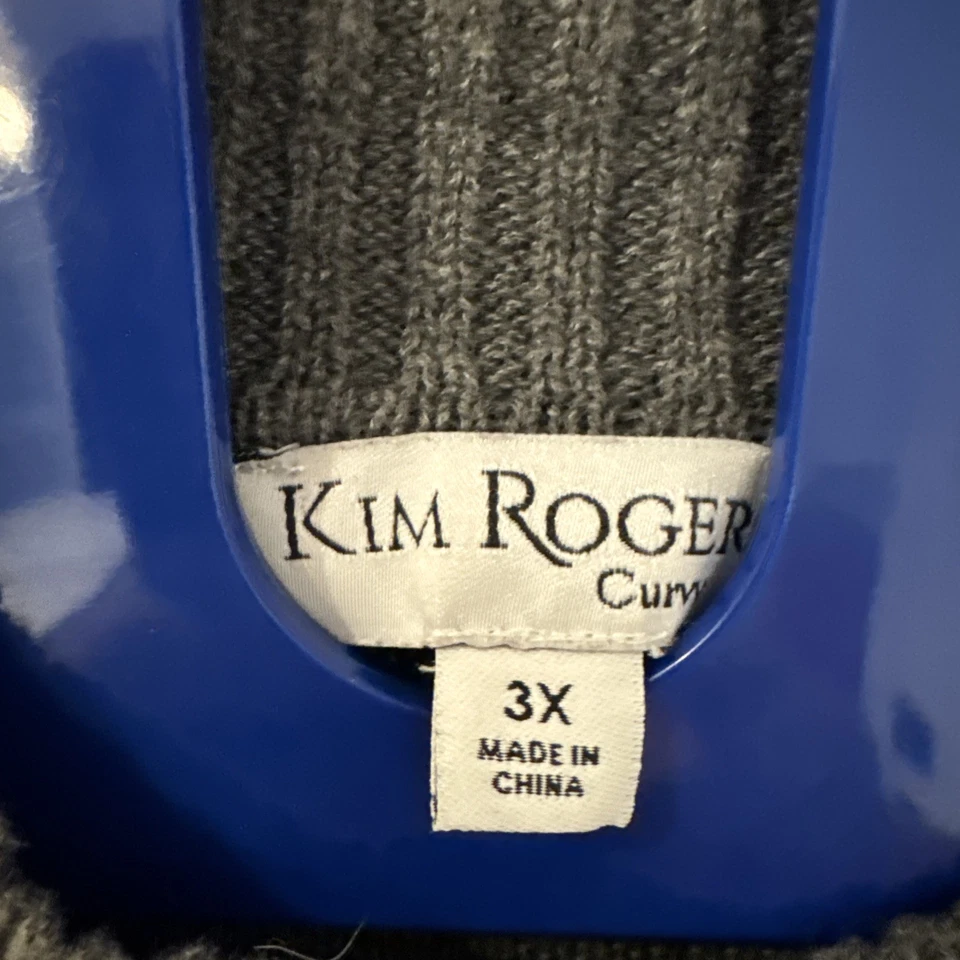 KIM ROGER
Curv
3X
MADE IN
CHINA